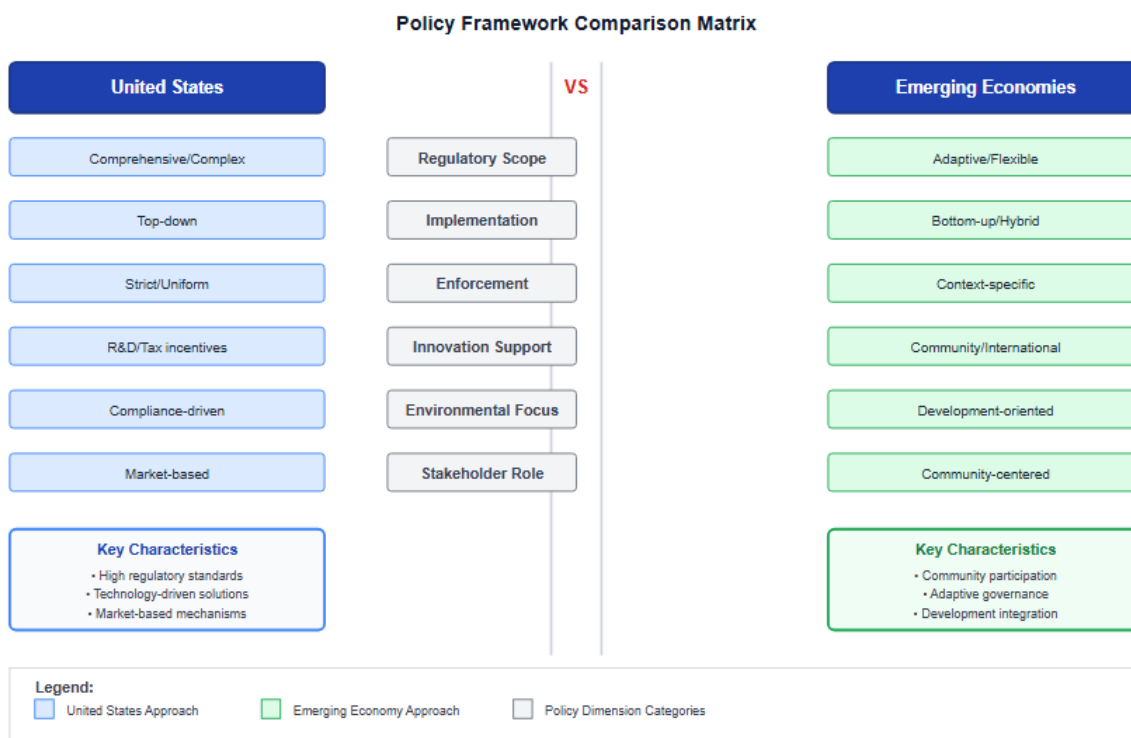 Policy Framework Comparison Matrix
United States
VS
Emerging Economies
Comprehensive/Complex
Regulatory Scope
Adaptive/Flexible
Top-down
Implementation
Bottom-up/Hybrid
Strict/Uniform
Enforcement
Context-specific
R&D/Tax incentives
Innovation Support
Community/International
Compliance-driven
Environmental Focus
Development-oriented
Market-based
Stakeholder Role
Community-centered
Key Characteristics
• High regulatory standards
• Technology-driven solutions
• Market-based mechanisms
Key Characteristics
• Community participation
• Adaptive governance
• Development integration
Legend:
United States Approach
Emerging Economy Approach
Policy Dimension Categories